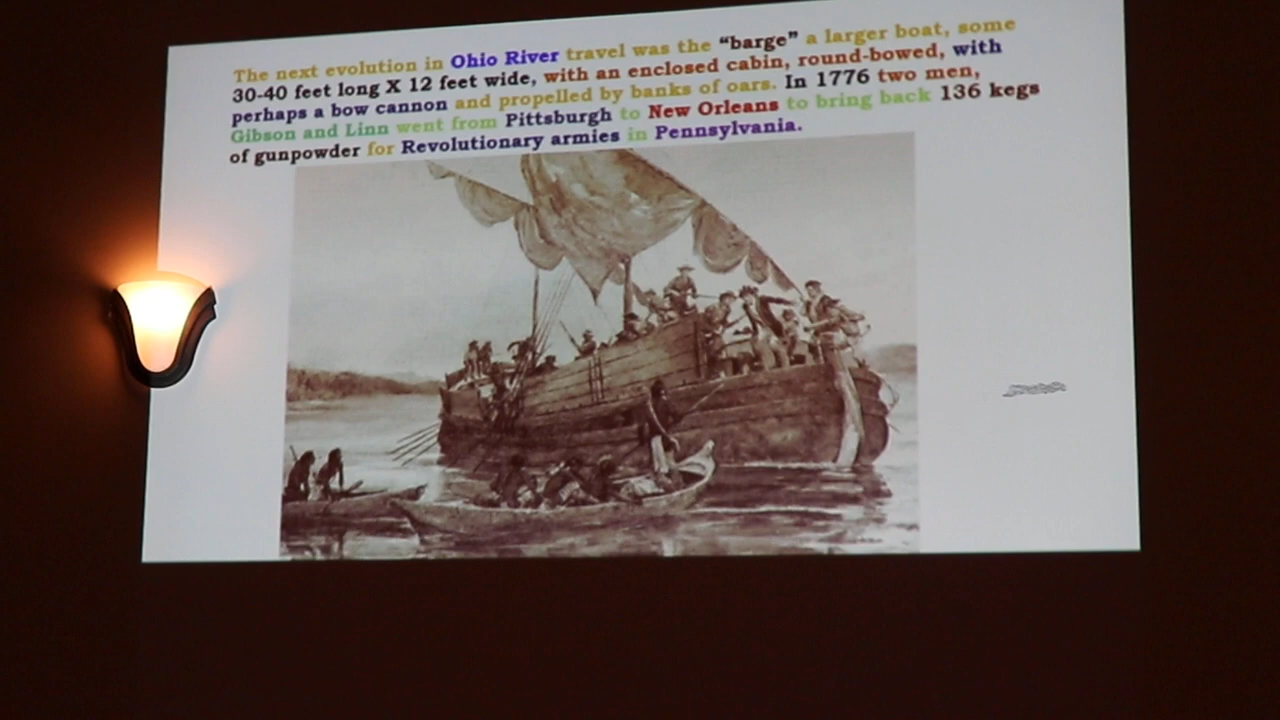 The next evolution in Ohio River travel was the “barge” a larger boat, some
30-40 feet long X 12 feet wide, with an enclosed cabin, round-bowed, with
perhaps a bow cannon and propelled by banks of oars. In 1776 two men,
Gibson and Linn went from Pittsburgh to New Orleans to bring back 136 kegs
of gunpowder for Revolutionary armies in Pennsylvania.